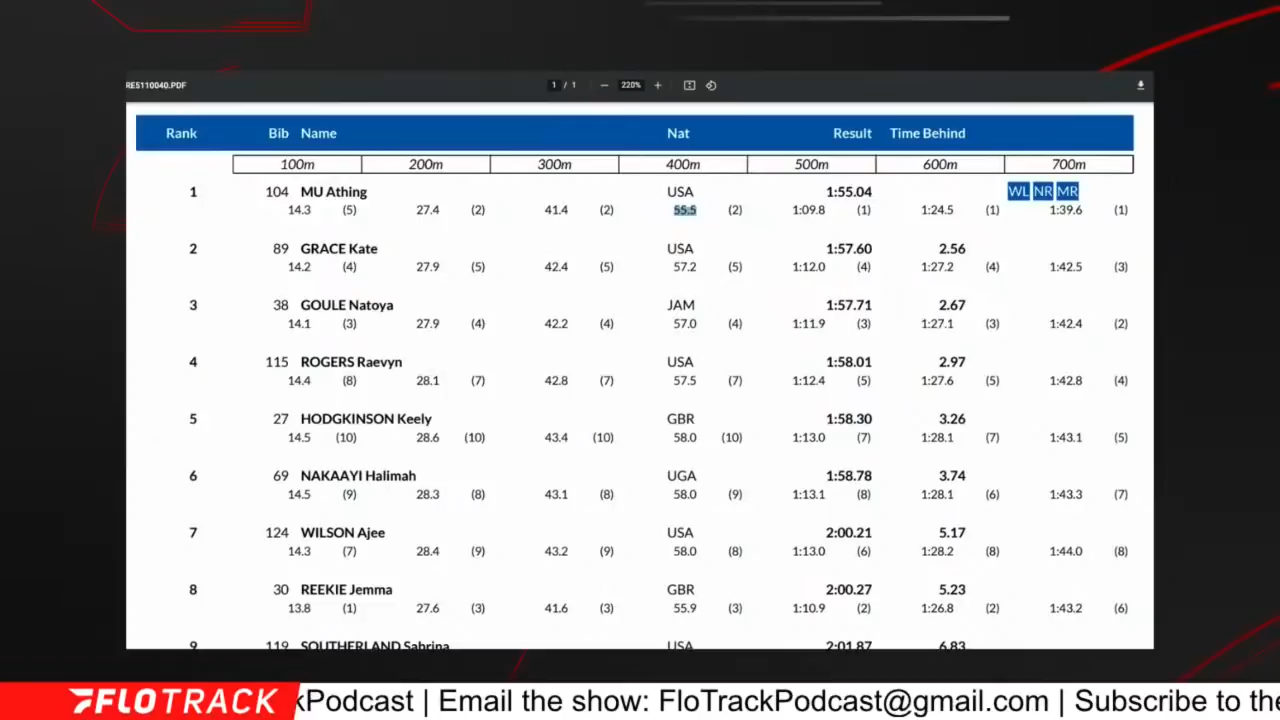 RE5110040.PDF 1 / 1 220%
Rank Bib Name Nat Result Time Behind
100m 200m 300m 400m 500m 600m 700m
1 104 MU Athing USA 1:55.04 WL NR MR
14.3 (5) 27.4 (2) 41.4 (2) 55.5 (2) 1:09.8 (1) 1:24.5 (1) 1:39.6 (1)
2 89 GRACE Kate USA 1:57.60 2.56
14.2 (4) 27.9 (5) 42.4 (5) 57.2 (5) 1:12.0 (4) 1:27.2 (4) 1:42.5 (3)
3 38 GOULE Natoya JAM 1:57.71 2.67
14.1 (3) 27.9 (4) 42.2 (4) 57.0 (4) 1:11.9 (3) 1:27.1 (3) 1:42.4 (2)
4 115 ROGERS Raevyn USA 1:58.01 2.97
14.4 (8) 28.1 (7) 42.8 (7) 57.5 (7) 1:12.4 (5) 1:27.6 (5) 1:42.8 (4)
5 27 HODGKINSON Keely GBR 1:58.30 3.26
14.5 (10) 28.6 (10) 43.4 (10) 58.0 (10) 1:13.0 (7) 1:28.1 (7) 1:43.1 (5)
6 69 NAKAAYI Halimah UGA 1:58.78 3.74
14.5 (9) 28.3 (8) 43.1 (8) 58.0 (9) 1:13.1 (8) 1:28.1 (6) 1:43.3 (7)
7 124 WILSON Ajee USA 2:00.21 5.17
14.3 (7) 28.4 (9) 43.2 (9) 58.0 (8) 1:13.0 (6) 1:28.2 (8) 1:44.0 (8)
8 30 REEKIE Jemma GBR 2:00.27 5.23
13.8 (1) 27.6 (3) 41.6 (3) 55.9 (3) 1:10.9 (2) 1:26.8 (2) 1:43.2 (6)
9 119 SOUTHERLAND Sabrina USA 2:01.87 6.83
FLOTRACK kPodcast | Email the show: FloTrackPodcast@gmail.com | Subscribe to the